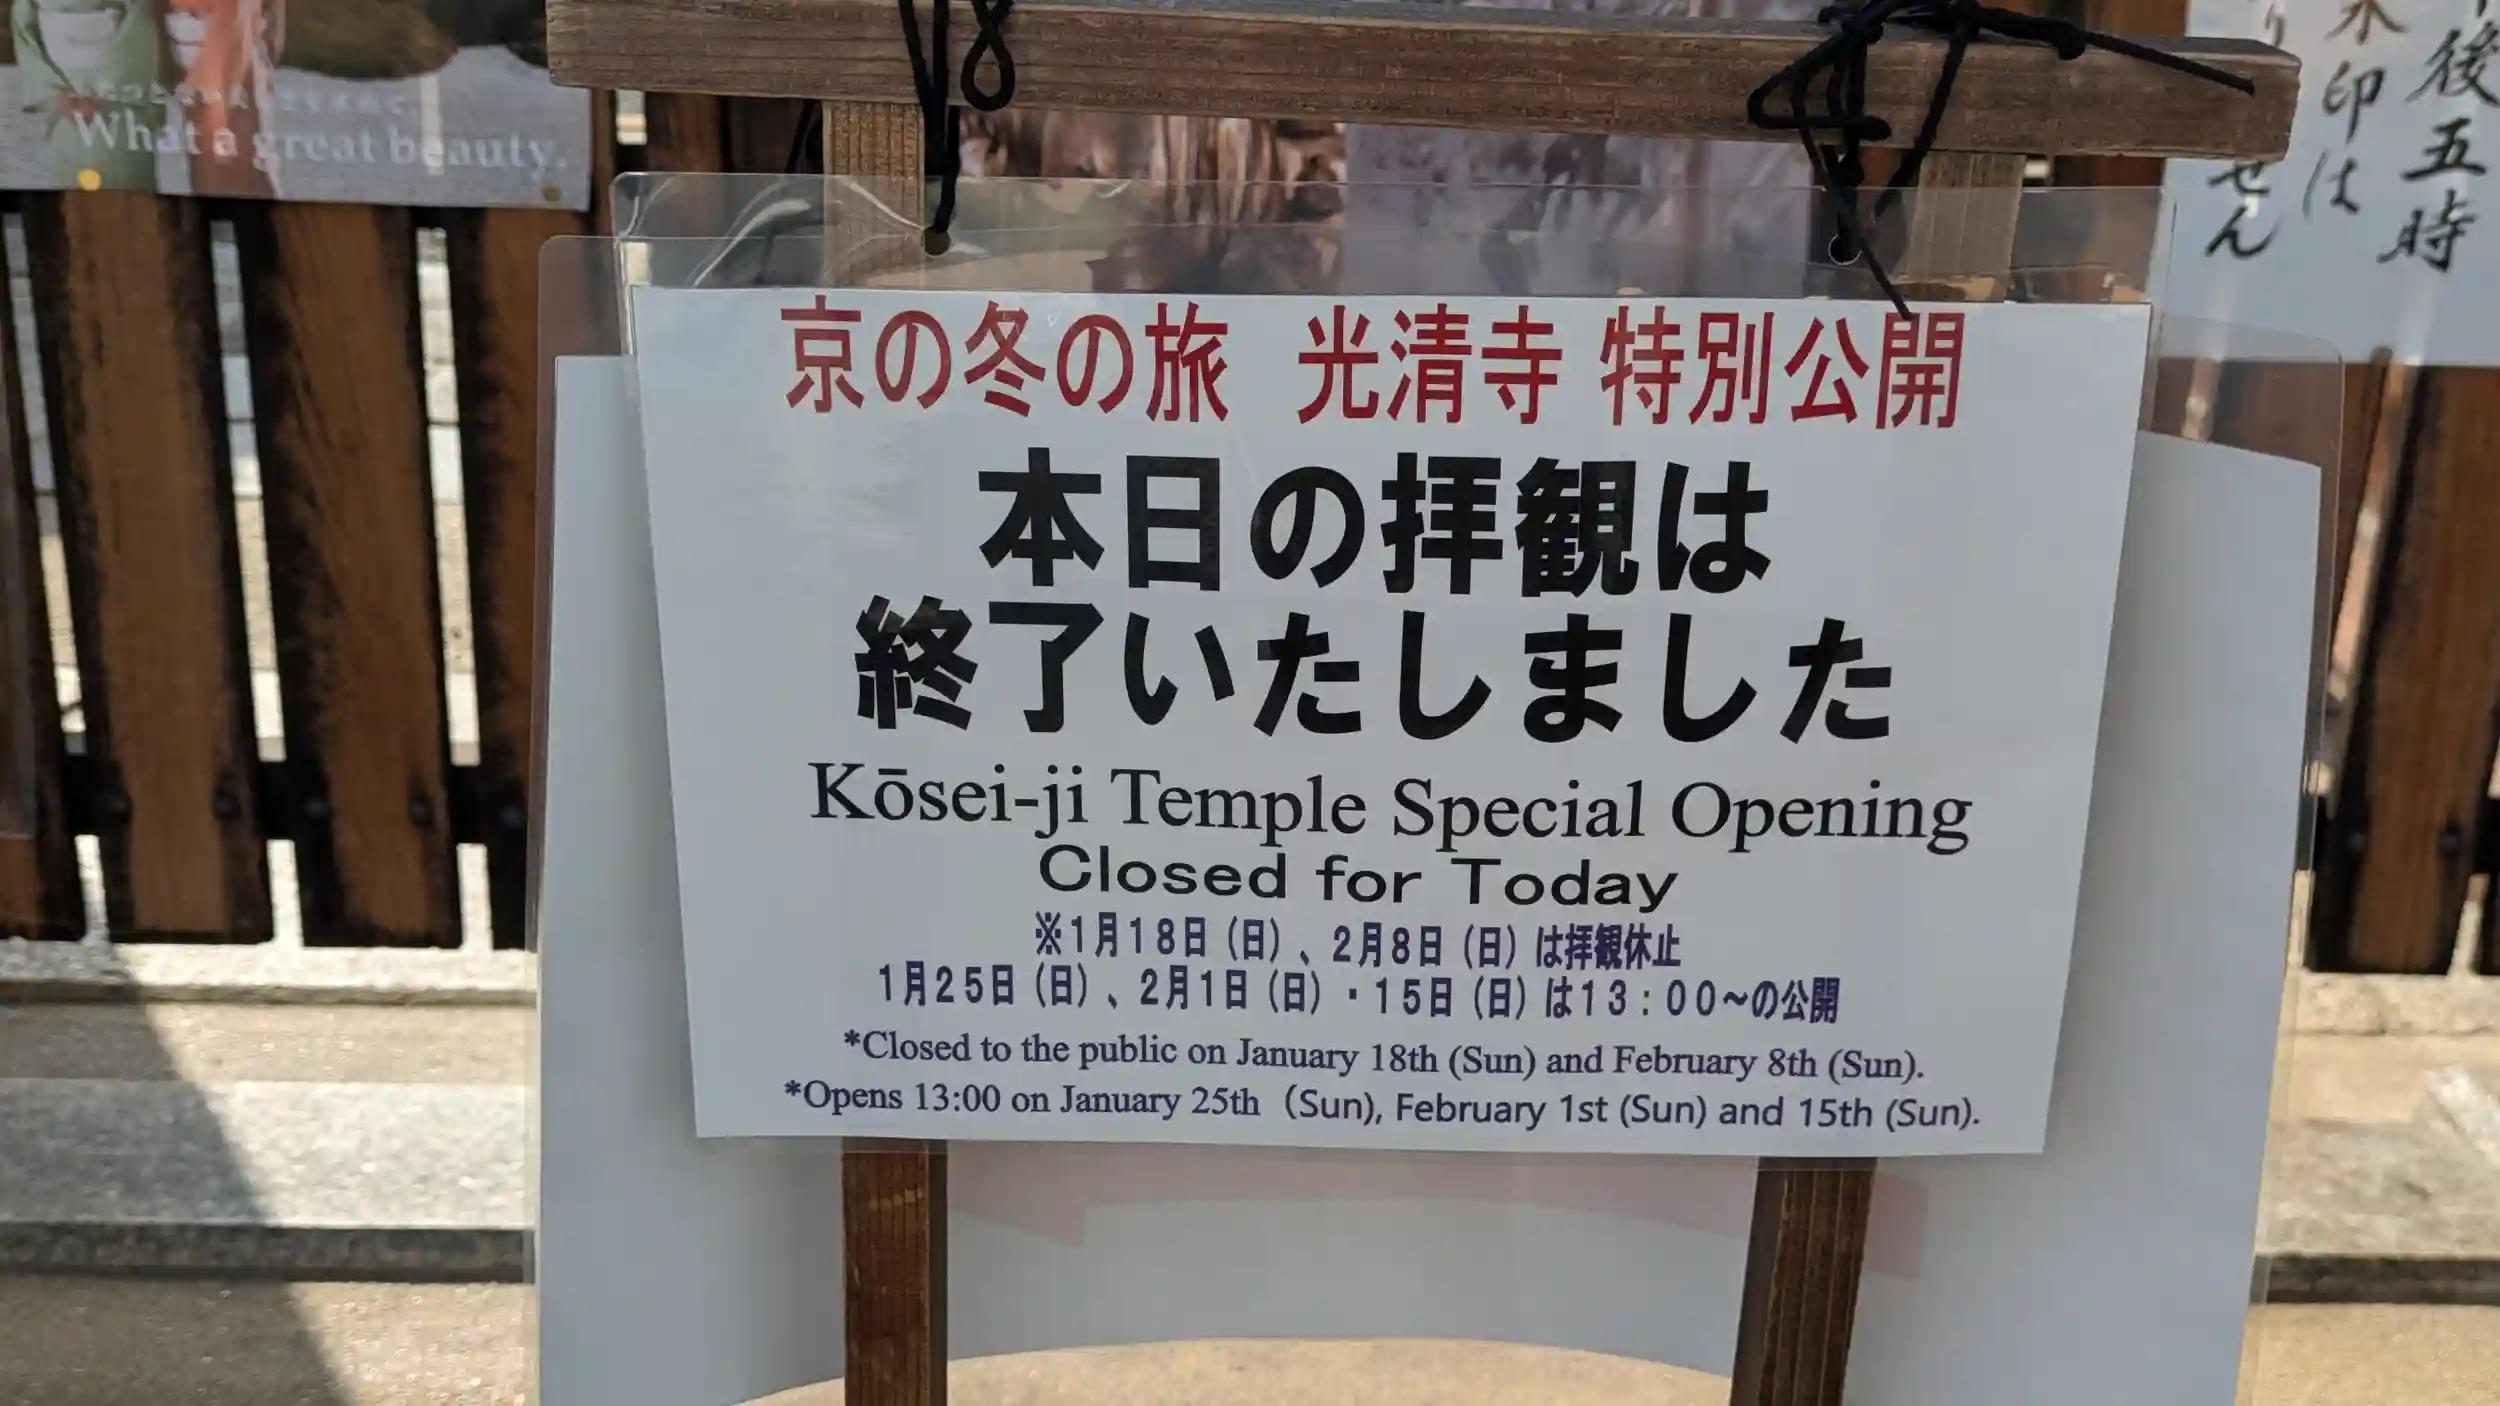 What a great beauty.
後五時
印は
せん
京の冬の旅 光清寺 特別公開
本日の拝観は
終了いたしました
Kōsei-ji Temple Special Opening
Closed for Today
※1月18日（日）、2月8日（日）は拝観休止
1月25日（日）、2月1日（日）・15日（日）は13：00～の公開
*Closed to the public on January 18th (Sun) and February 8th (Sun).
*Opens 13:00 on January 25th （Sun), February 1st (Sun) and 15th (Sun).